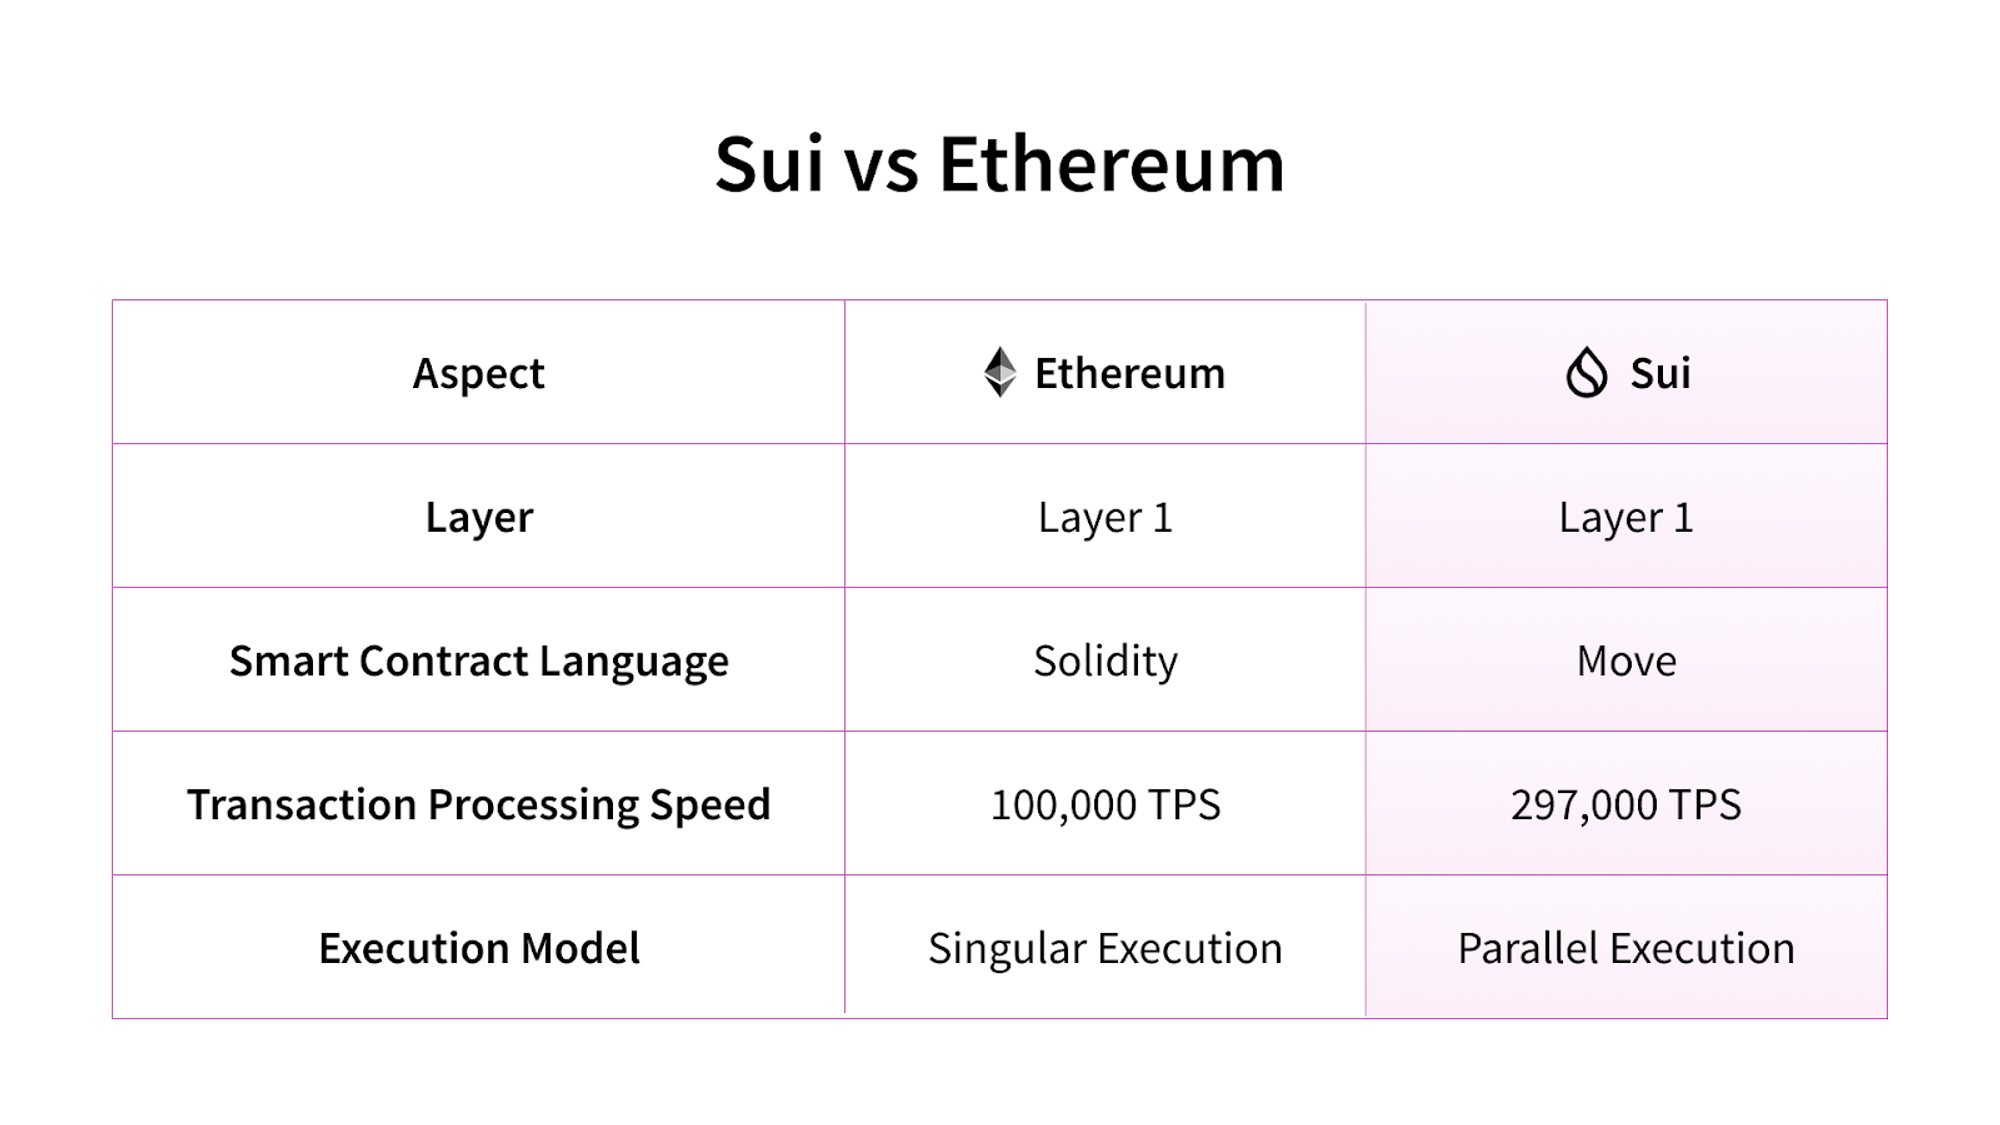 Sui vs Ethereum
Aspect
Ethereum
Sui
Layer
Layer 1
Layer 1
Smart Contract Language
Solidity
Move
Transaction Processing Speed
100,000 TPS
297,000 TPS
Execution Model
Singular Execution
Parallel Execution